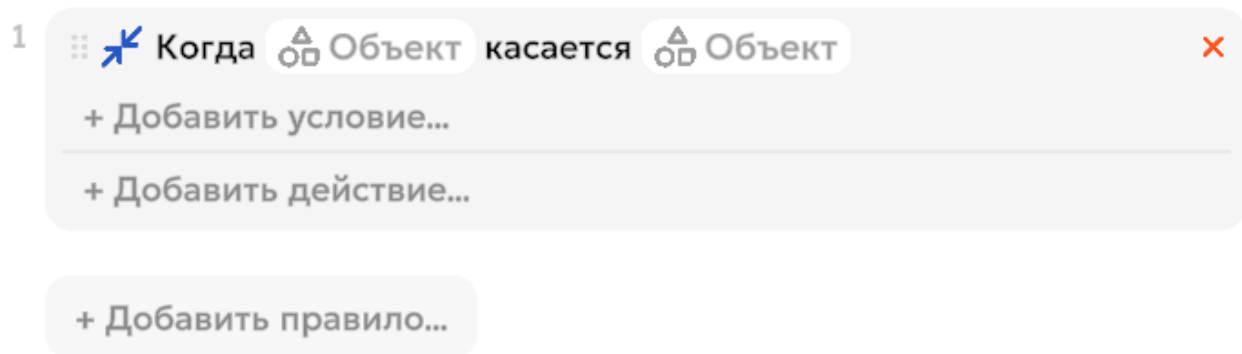 1 Когда Объект касается Объект
+ Добавить условие...
+ Добавить действие...
+ Добавить правило...